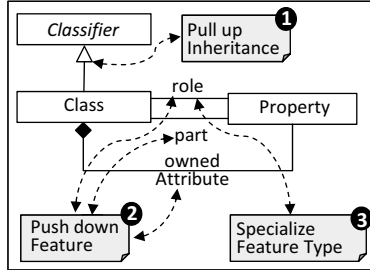 Classifier
1
Pull up
Inheritance
role
Class
Property
part
owned
Attribute
2
Push down
Feature
3
Specialize
Feature Type